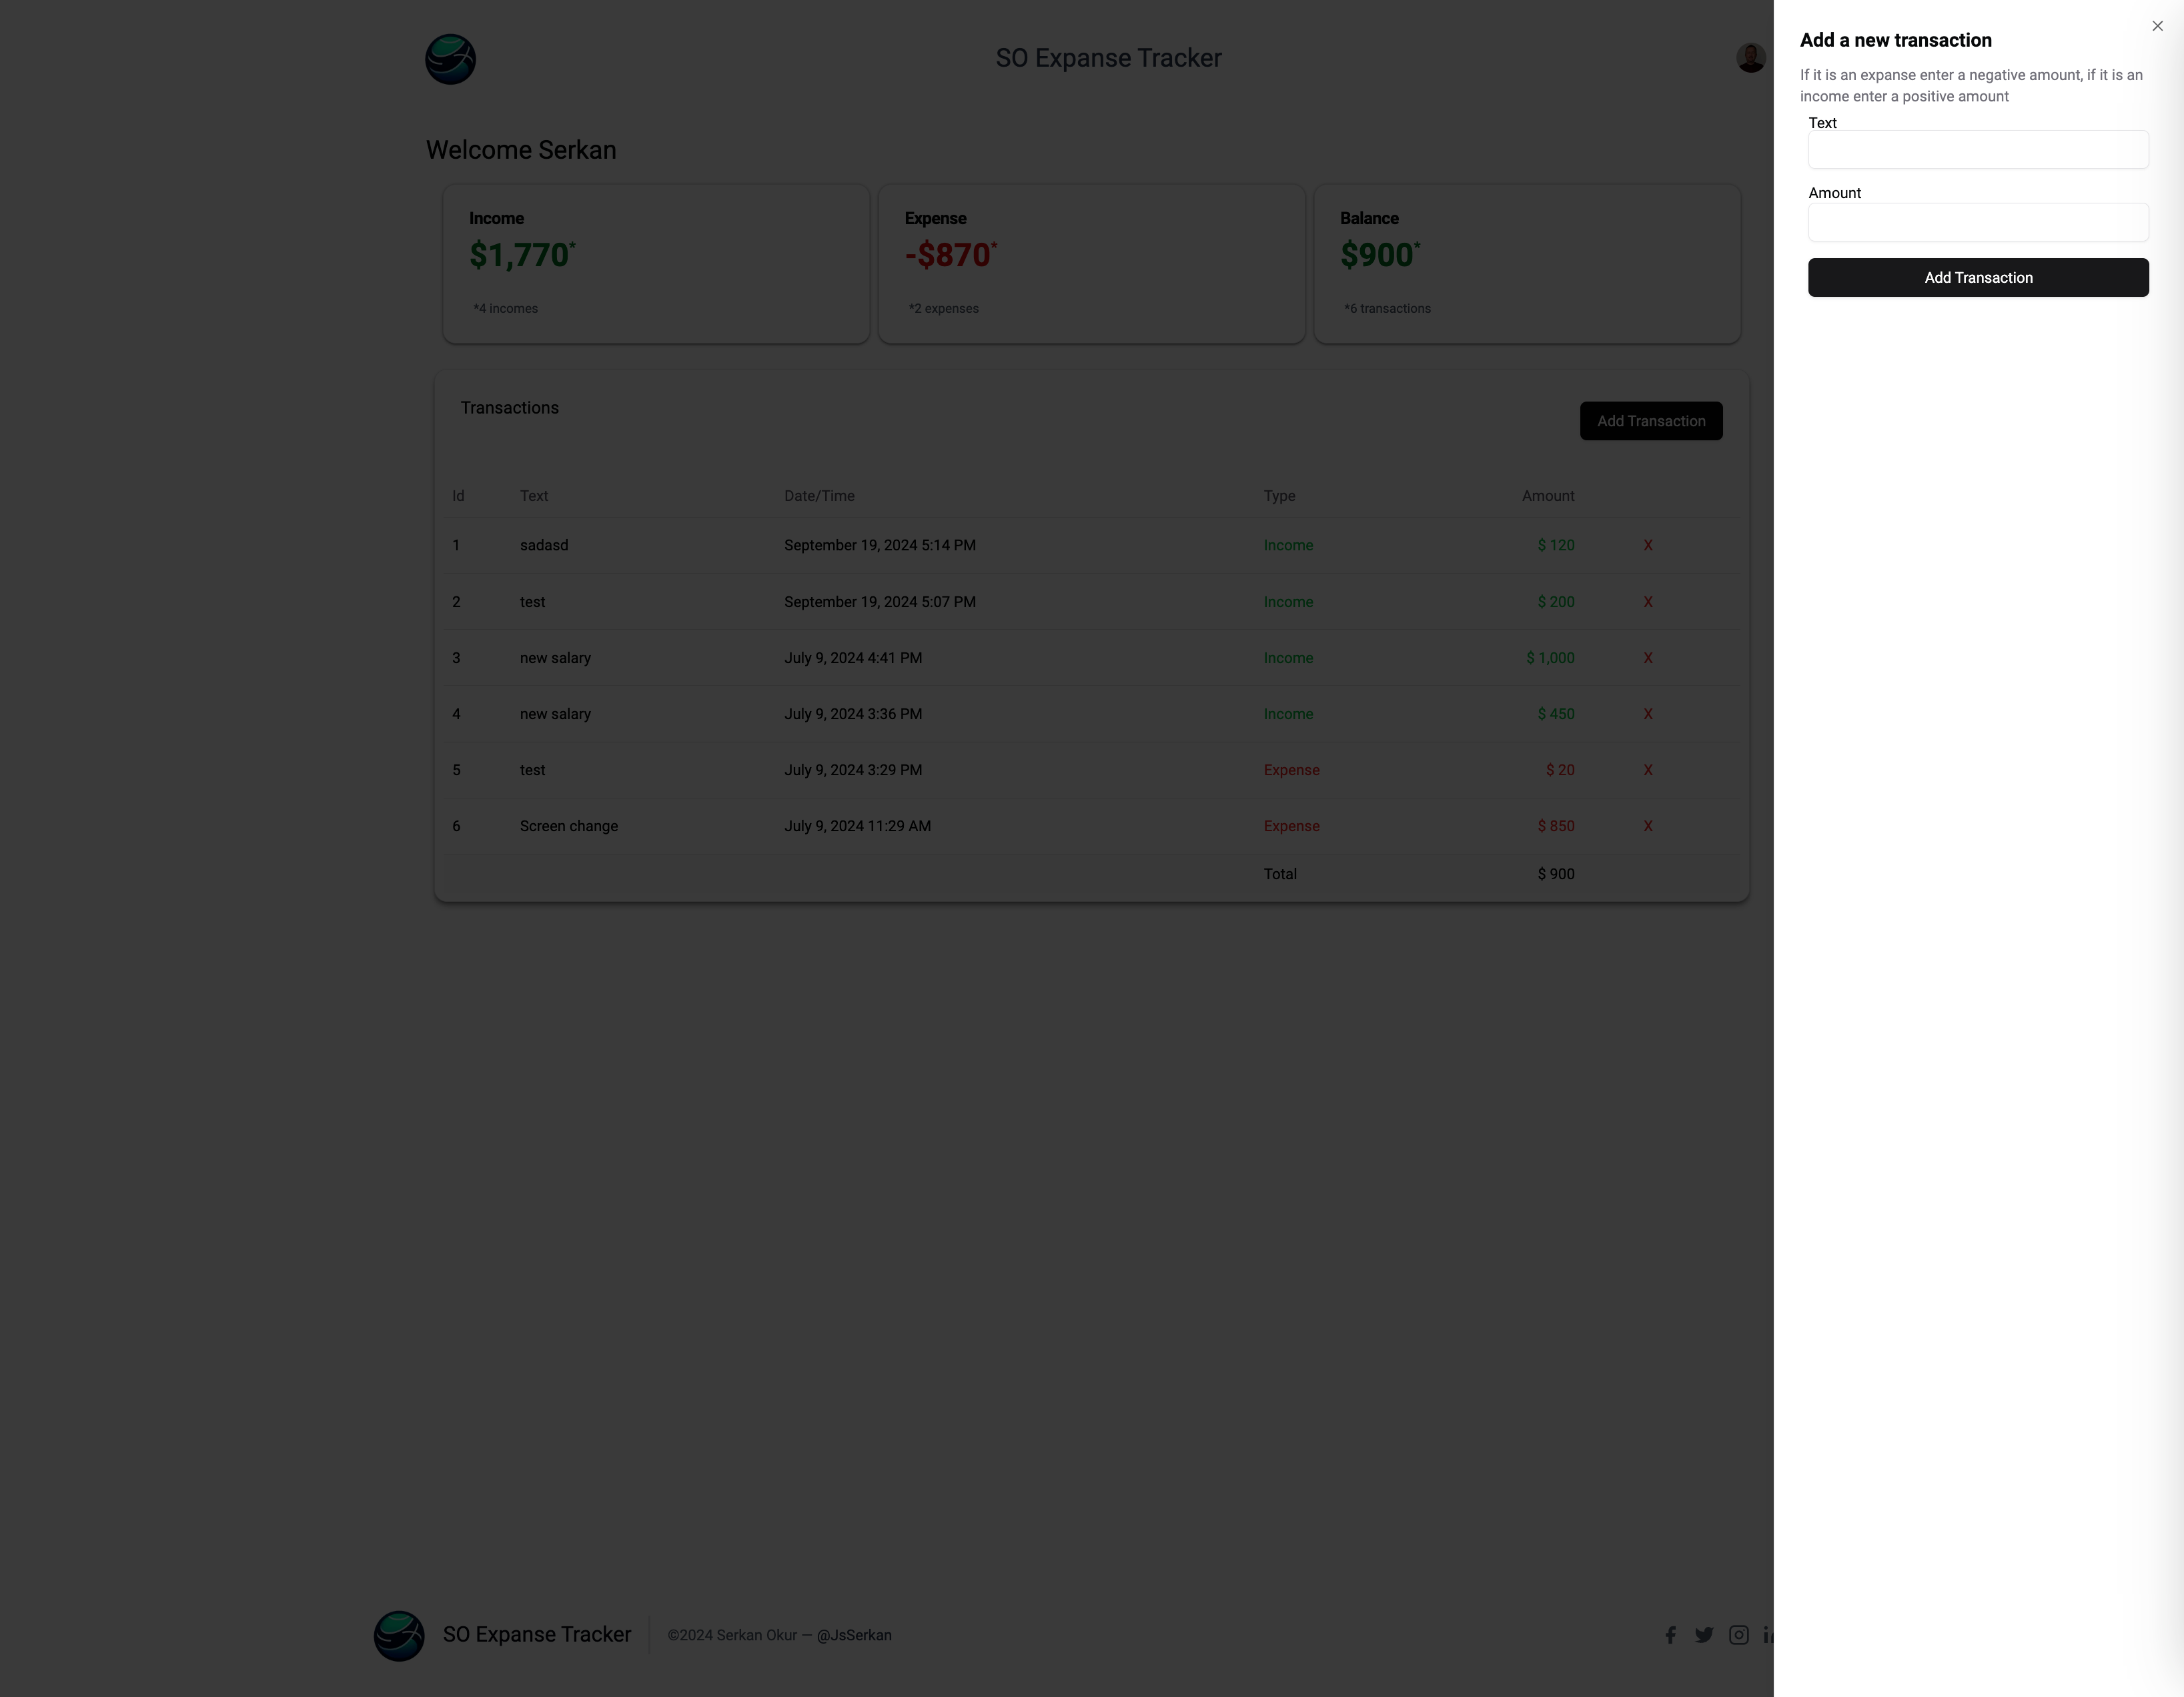 SO Expanse Tracker
Welcome Serkan
Income
$1,770*
*4 incomes
Expense
-$870*
*2 expenses
Balance
$900*
*6 transactions
Transactions
Add Transaction
Id Text Date/Time Type Amount
1 sadasd September 19, 2024 5:14 PM Income $ 120 X
2 test September 19, 2024 5:07 PM Income $ 200 X
3 new salary July 9, 2024 4:41 PM Income $ 1,000 X
4 new salary July 9, 2024 3:36 PM Income $ 450 X
5 test July 9, 2024 3:29 PM Expense $ 20 X
6 Screen change July 9, 2024 11:29 AM Expense $ 850 X
Total $ 900
SO Expanse Tracker
©2024 Serkan Okur — @JsSerkan
Add a new transaction
If it is an expanse enter a negative amount, if it is an
income enter a positive amount
Text
Amount
Add Transaction